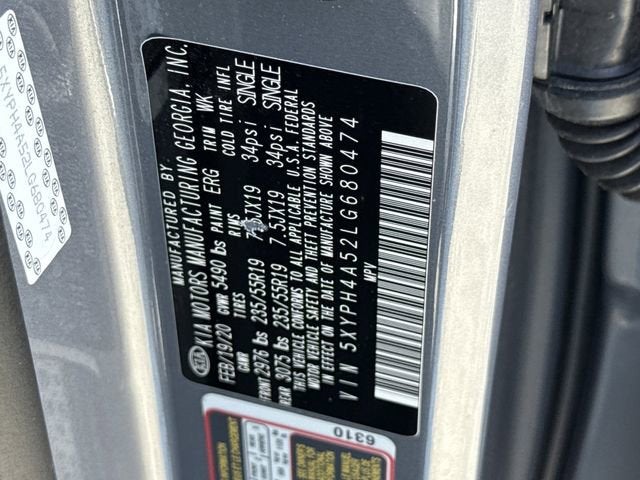 MANUFACTURED BY:
KIA MOTORS MANUFACTURING GEORGIA, INC.
FEB/19/20 GVWR 5490 lbs PAINT ERG TRIM WK
GAWR TIRES RIMS COLD TIRE INFL
FRONT 2976 lbs 235/55R19 7.5JX19 34psi SINGLE
REAR 3075 lbs 235/55R19 7.5JX19 34psi SINGLE
THIS VEHICLE CONFORMS TO ALL APPLICABLE U.S.A. FEDERAL
MOTOR VEHICLE SAFETY AND THEFT PREVENTION STANDARDS
IN EFFECT ON THE DATE OF MANUFACTURE SHOWN ABOVE
MPV
VIN 5XYPH4A52LG680474
5XYPH4A52LG680474
KIA
6310